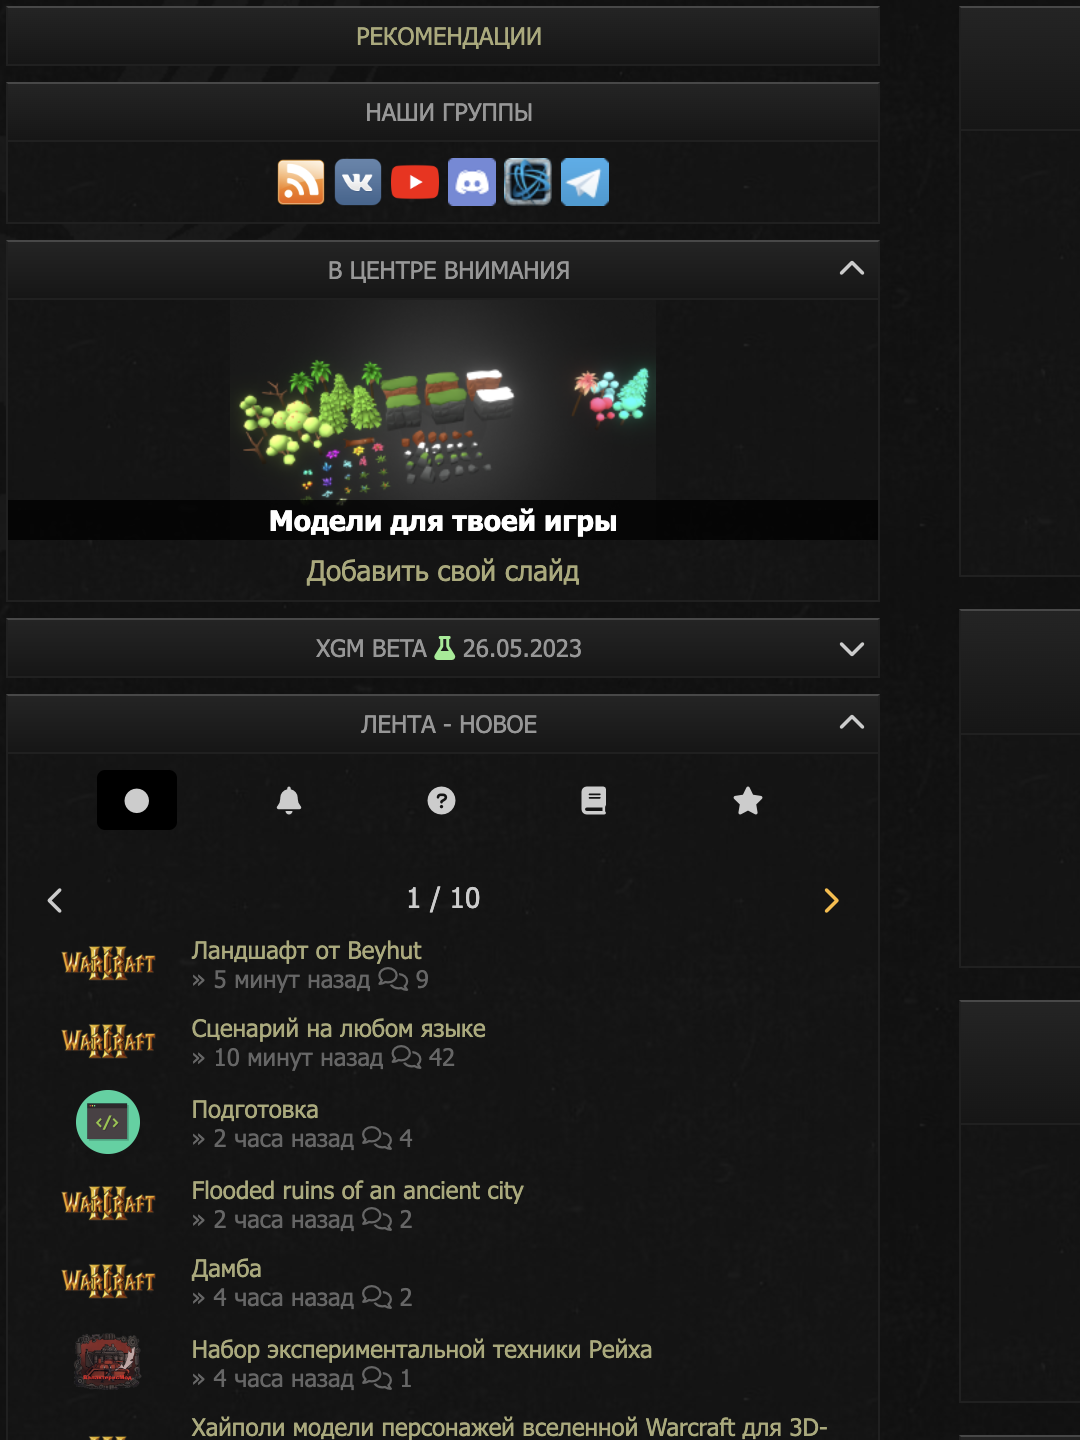 РЕКОМЕНДАЦИИ
НАШИ ГРУППЫ
В ЦЕНТРЕ ВНИМАНИЯ
Модели для твоей игры
Добавить свой слайд
XGM BETA 26.05.2023
ЛЕНТА - НОВОЕ
1 / 10
WARCRAFT III
Ландшафт от Beyhut
» 5 минут назад 9
WARCRAFT III
Сценарий на любом языке
» 10 минут назад 42
</>
Подготовка
» 2 часа назад 4
WARCRAFT III
Flooded ruins of an ancient city
» 2 часа назад 2
WARCRAFT III
Дамба
» 4 часа назад 2
Набор экспериментальной техники Рейха
» 4 часа назад 1
Хайполи модели персонажей вселенной Warcraft для 3D-